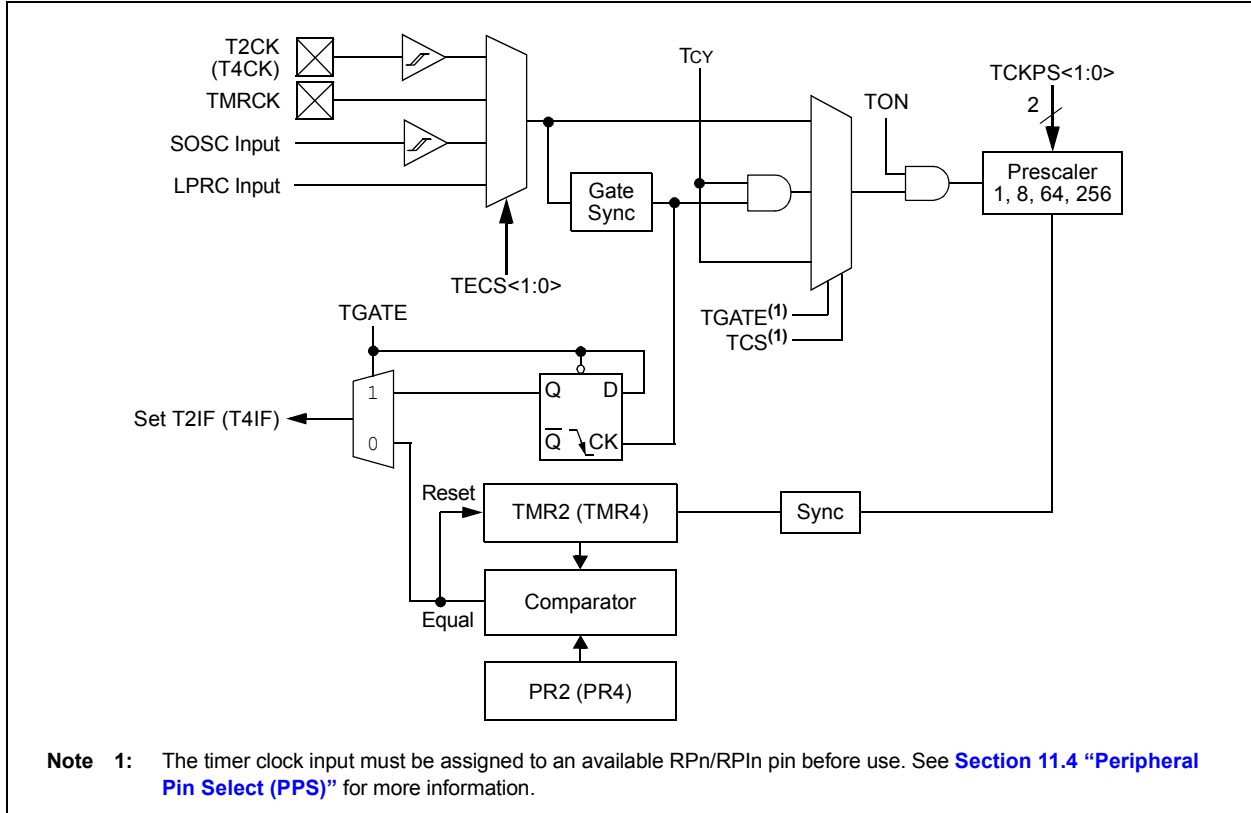 T2CK
(T4CK)
TMRCK
SOSC Input
LPRC Input
TECS<1:0>
Gate
Sync
TCY
TGATE(1)
TCS(1)
TON
TCKPS<1:0>
2
Prescaler
1, 8, 64, 256
TGATE
1
0
Set T2IF (T4IF)
Q D
Q CK
Reset
TMR2 (TMR4)
Sync
Equal
Comparator
PR2 (PR4)
Note 1: The timer clock input must be assigned to an available RPn/RPIn pin before use. See Section 11.4 “Peripheral
Pin Select (PPS)” for more information.